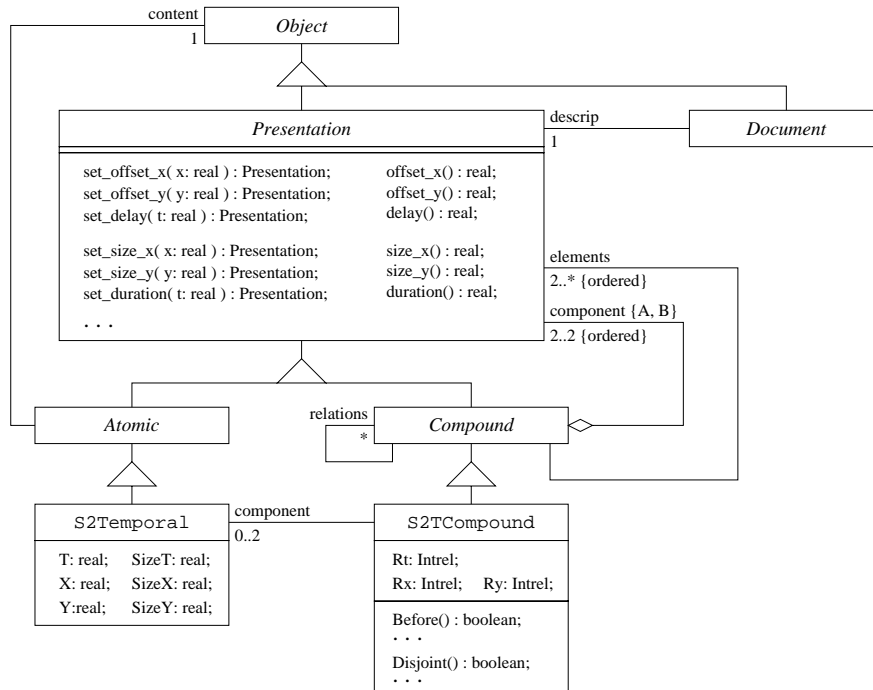 content
1
Object
Presentation
descrip
1
Document
set_offset_x( x: real ) : Presentation; offset_x() : real;
set_offset_y( y: real ) : Presentation; offset_y() : real;
set_delay( t: real ) : Presentation; delay() : real;
set_size_x( x: real ) : Presentation; size_x() : real;
set_size_y( y: real ) : Presentation; size_y() : real;
set_duration( t: real ) : Presentation; duration() : real;
. . .
elements
2..* {ordered}
component {A, B}
2..2 {ordered}
Atomic
relations
*
Compound
S2Temporal
component
0..2
S2TCompound
T: real; SizeT: real;
X: real; SizeX: real;
Y:real; SizeY: real;
Rt: Intrel;
Rx: Intrel; Ry: Intrel;
Before() : boolean;
. . .
Disjoint() : boolean;
. . .